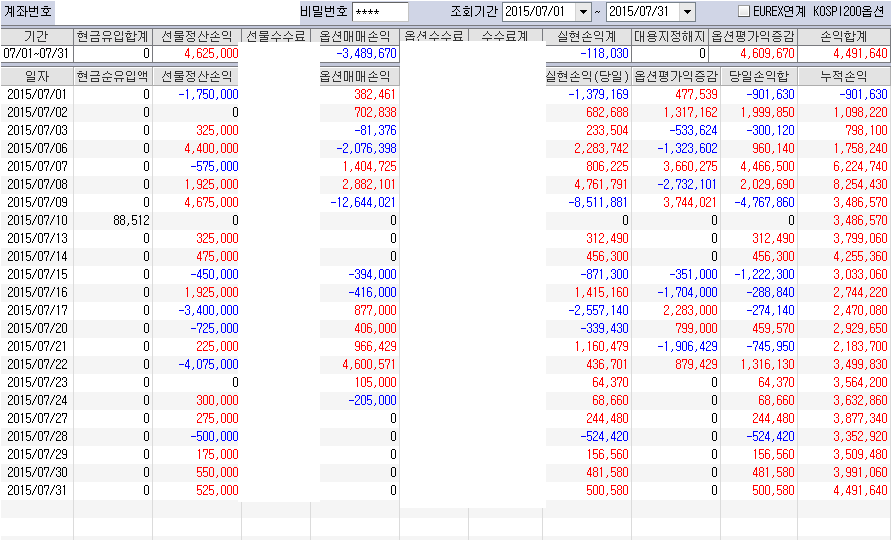 계좌번호 비밀번호 **** 조회기간 2015/07/01 ~ 2015/07/31 EUREX연계 KOSPI200옵션
기간 현금유입합계 선물정산손익 선물수수료 옵션매매손익 옵션수수료 수수료계 실현손익계 대용지정해지 옵션평가익증감 손익합계
07/01~07/31 0 4,625,000 -3,489,670 -118,030 0 4,609,670 4,491,640
일자 현금순유입액 선물정산손익 옵션매매손익 실현손익(당일) 옵션평가익증감 당일손익합 누적손익
2015/07/01 0 -1,750,000 382,461 -1,379,169 477,539 -901,630 -901,630
2015/07/02 0 0 702,838 682,688 1,317,162 1,999,850 1,098,220
2015/07/03 0 325,000 -81,376 233,504 -533,624 -300,120 798,100
2015/07/06 0 4,400,000 -2,076,398 2,283,742 -1,323,602 960,140 1,758,240
2015/07/07 0 -575,000 1,404,725 806,225 3,660,275 4,466,500 6,224,740
2015/07/08 0 1,925,000 2,882,101 4,761,791 -2,732,101 2,029,690 8,254,430
2015/07/09 0 4,675,000 -12,644,021 -8,511,881 3,744,021 -4,767,860 3,486,570
2015/07/10 88,512 0 0 0 0 0 3,486,570
2015/07/13 0 325,000 0 312,490 0 312,490 3,799,060
2015/07/14 0 475,000 0 456,300 0 456,300 4,255,360
2015/07/15 0 -450,000 -394,000 -871,300 -351,000 -1,222,300 3,033,060
2015/07/16 0 1,925,000 -416,000 1,415,160 -1,704,000 -288,840 2,744,220
2015/07/17 0 -3,400,000 877,000 -2,557,140 2,283,000 -274,140 2,470,080
2015/07/20 0 -725,000 406,000 -339,430 799,000 459,570 2,929,650
2015/07/21 0 225,000 966,429 1,160,479 -1,906,429 -745,950 2,183,700
2015/07/22 0 -4,075,000 4,600,571 436,701 879,429 1,316,130 3,499,830
2015/07/23 0 0 105,000 64,370 0 64,370 3,564,200
2015/07/24 0 300,000 -205,000 68,660 0 68,660 3,632,860
2015/07/27 0 275,000 0 244,480 0 244,480 3,877,340
2015/07/28 0 -500,000 0 -524,420 0 -524,420 3,352,920
2015/07/29 0 175,000 0 156,560 0 156,560 3,509,480
2015/07/30 0 550,000 0 481,580 0 481,580 3,991,060
2015/07/31 0 525,000 0 500,580 0 500,580 4,491,640